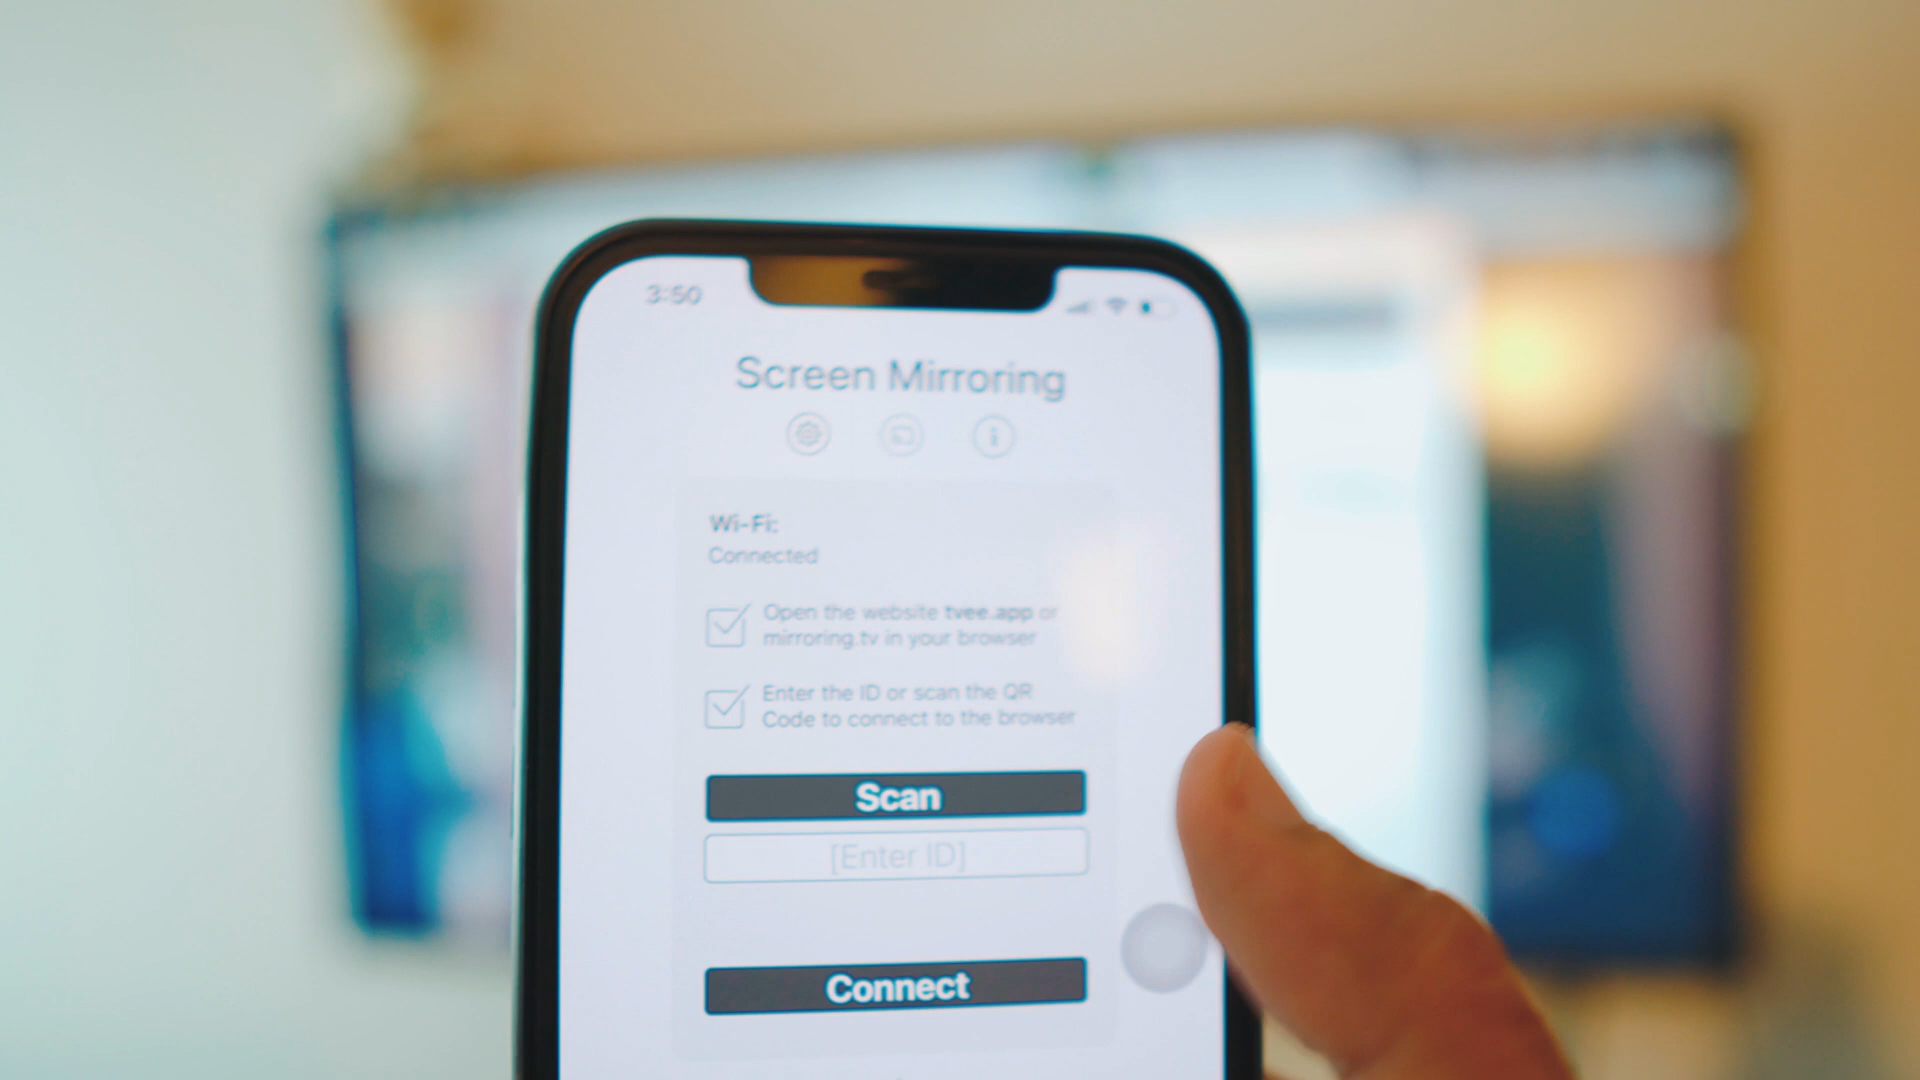 3:50
Screen Mirroring
Wi-Fi:
Connected
Open the website tvee.app or
mirroring.tv in your browser
Enter the ID or scan the QR
Code to connect to the browser
Scan
[Enter ID]
Connect